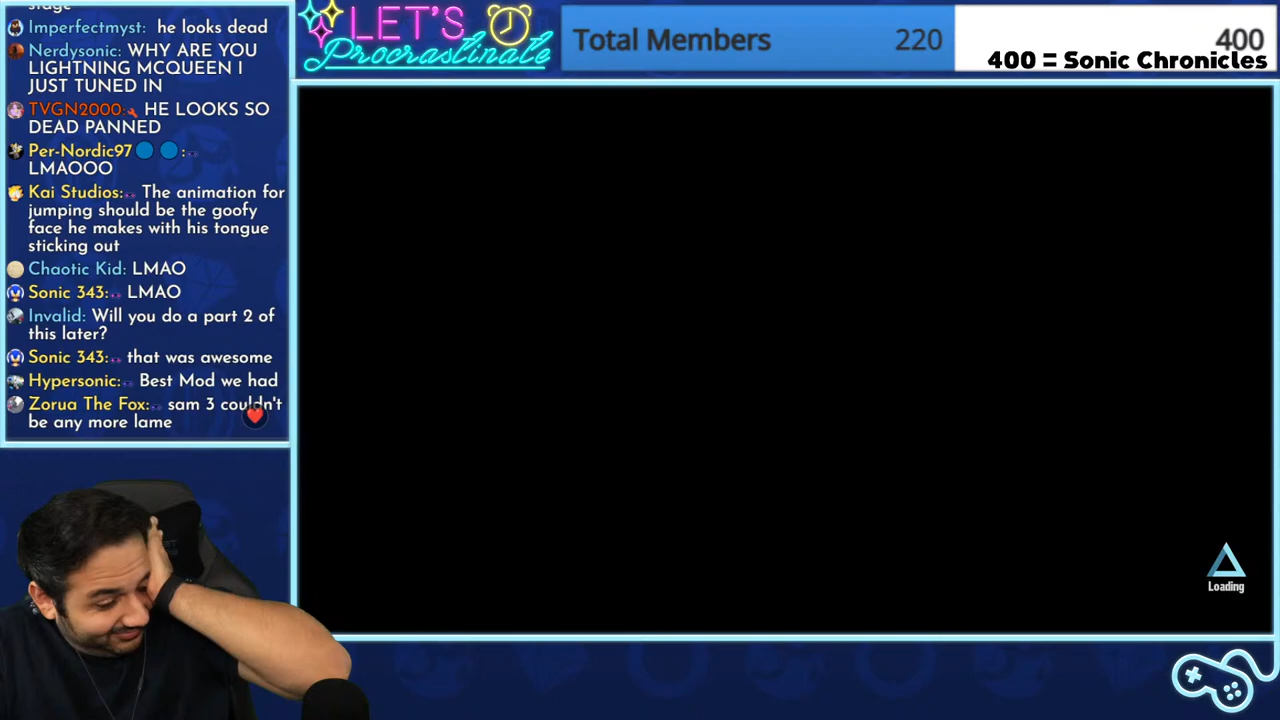 stage
Imperfectmyst: he looks dead
Nerdysonic: WHY ARE YOU
LIGHTNING MCQUEEN I
JUST TUNED IN
TVGN2000: HE LOOKS SO
DEAD PANNED
Per-Nordic97 :
LMAOOO
Kai Studios: The animation for
jumping should be the goofy
face he makes with his tongue
sticking out
Chaotic Kid: LMAO
Sonic 343: LMAO
Invalid: Will you do a part 2 of
this later?
Sonic 343: that was awesome
Hypersonic: Best Mod we had
Zorua The Fox: sam 3 couldn't
be any more lame
LET'S
Procrastinate
Total Members 220 400
400 = Sonic Chronicles
Loading